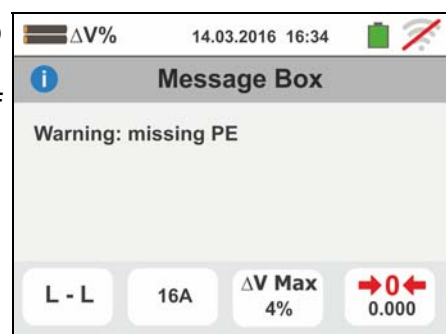 ΔV% 14.03.2016 16:34
i Message Box
Warning: missing PE
L - L 16A ΔV Max 4% →0← 0.000